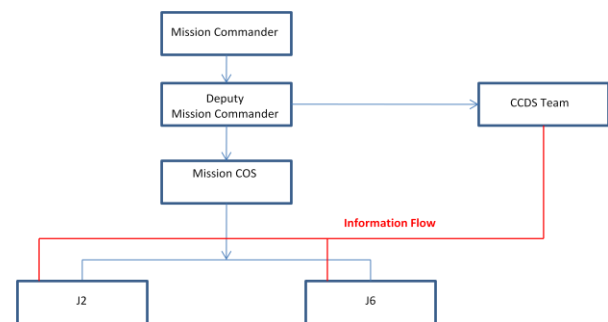 Mission Commander
Deputy
Mission Commander
CCDS Team
Mission COS
Information Flow
J2
J6